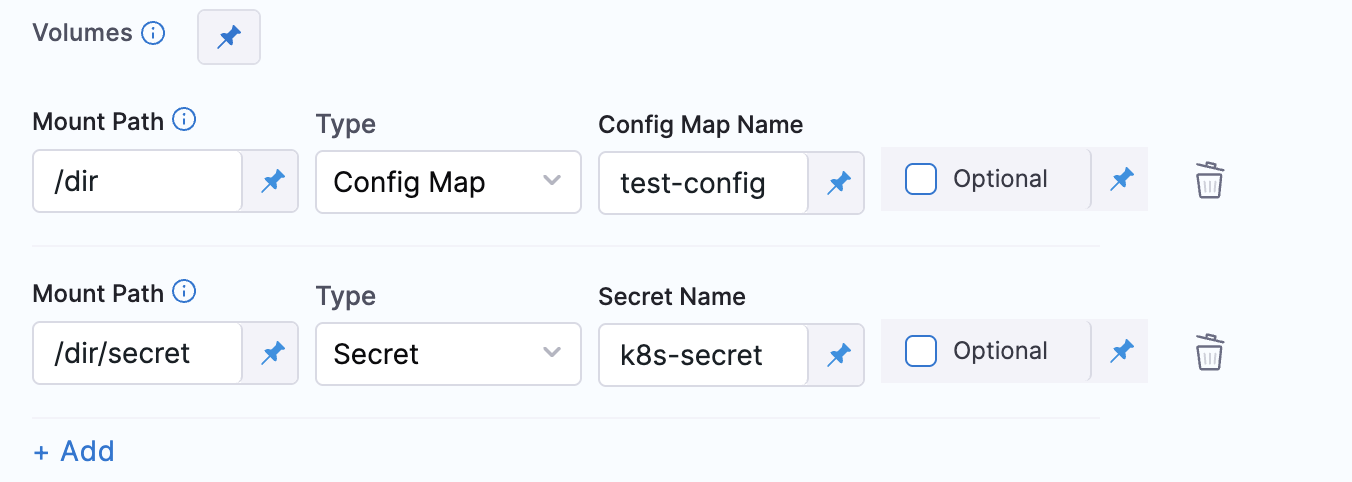 Volumes
Mount Path Type Config Map Name
/dir Config Map test-config Optional
Mount Path Type Secret Name
/dir/secret Secret k8s-secret Optional
+ Add